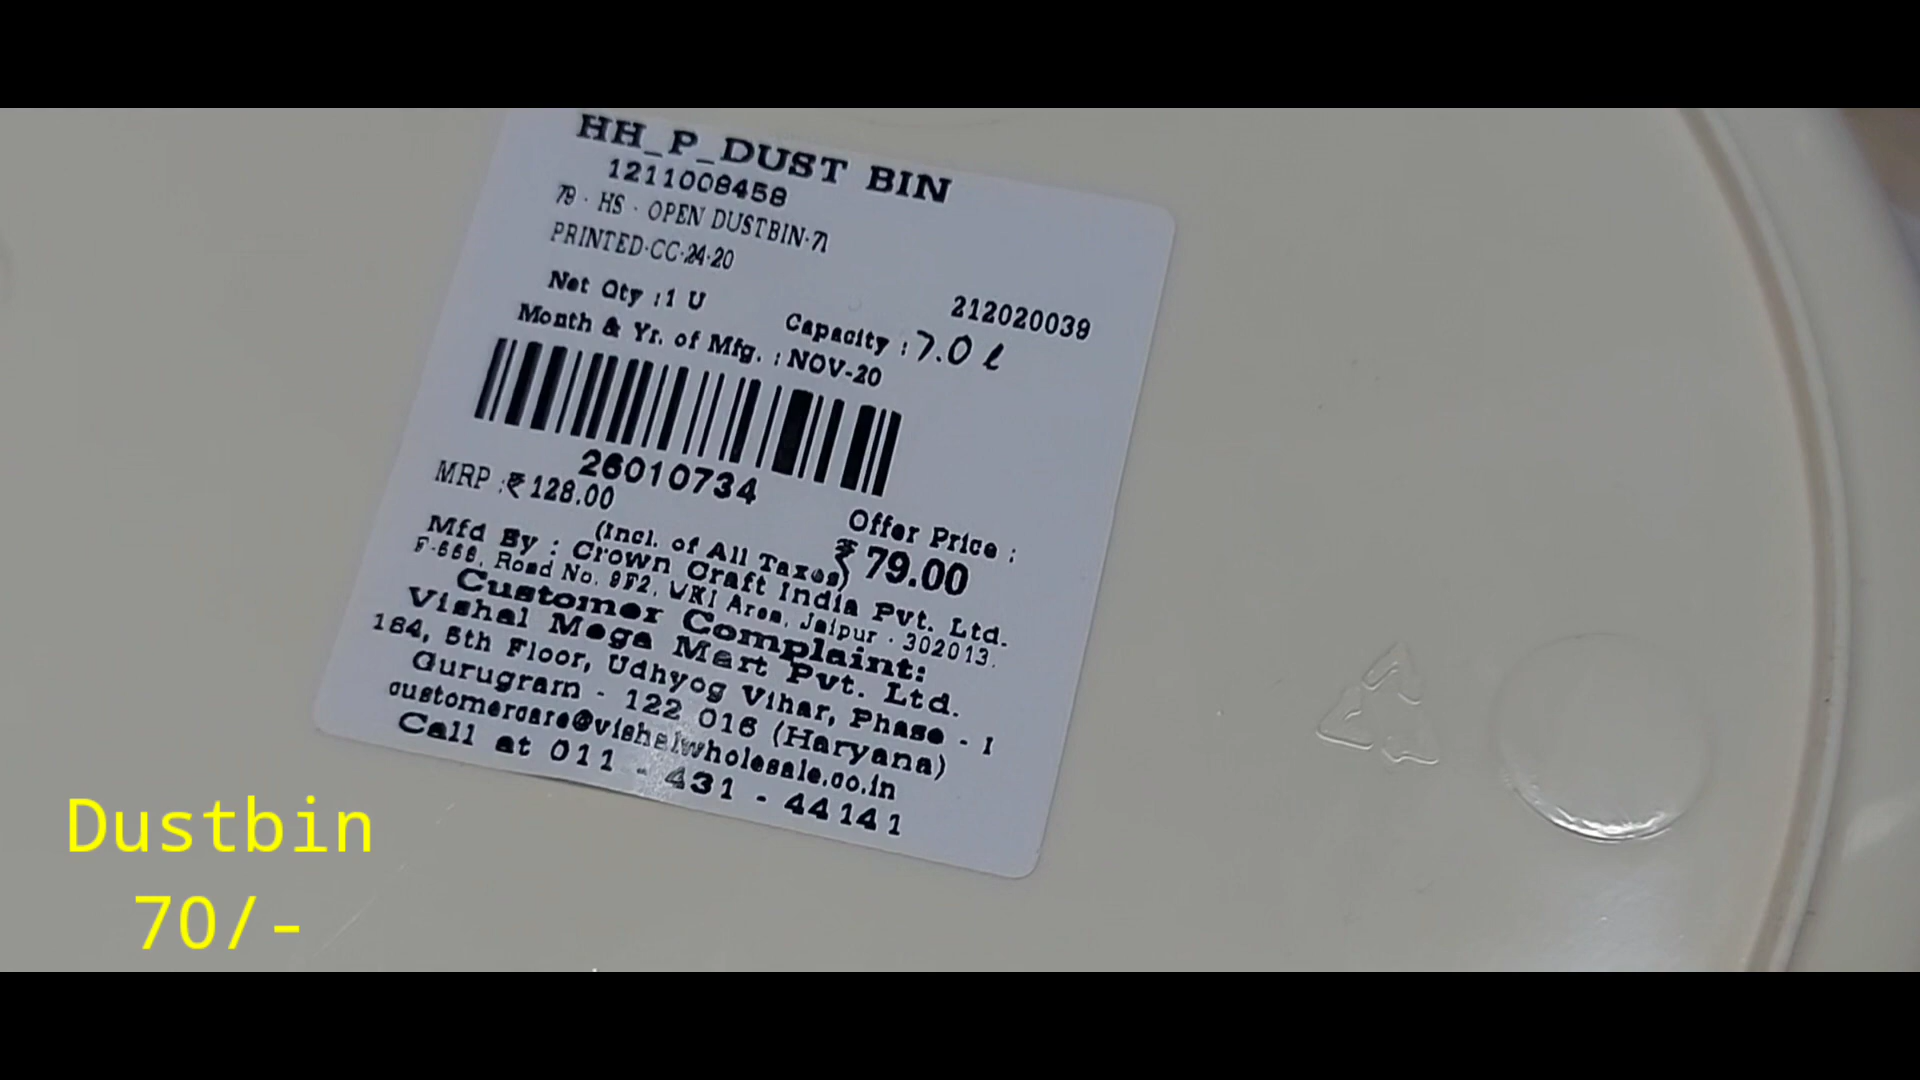 HH_P_DUST BIN
1211008458
79 - HS - OPEN DUSTBIN-7l
PRINTED-CC-24-20
212020039
Net Qty : 1 U
Capacity : 7.0 l
Month & Yr. of Mfg. : NOV-20
26010734
MRP : ₹ 128.00
(Incl. of All Taxes)
Offer Price :
₹ 79.00
Mfd By : Crown Craft India Pvt. Ltd.
Road No. 9F2, VKI Area, Jaipur - 302013.
Customer Complaint:
Vishal Mega Mart Pvt. Ltd.
184, 5th Floor, Udhyog Vihar, Phase - I
Gurugram - 122 016 (Haryana)
customercare@vishalwholesale.co.in
Call at 011 - 431 - 44141
Dustbin
70/-